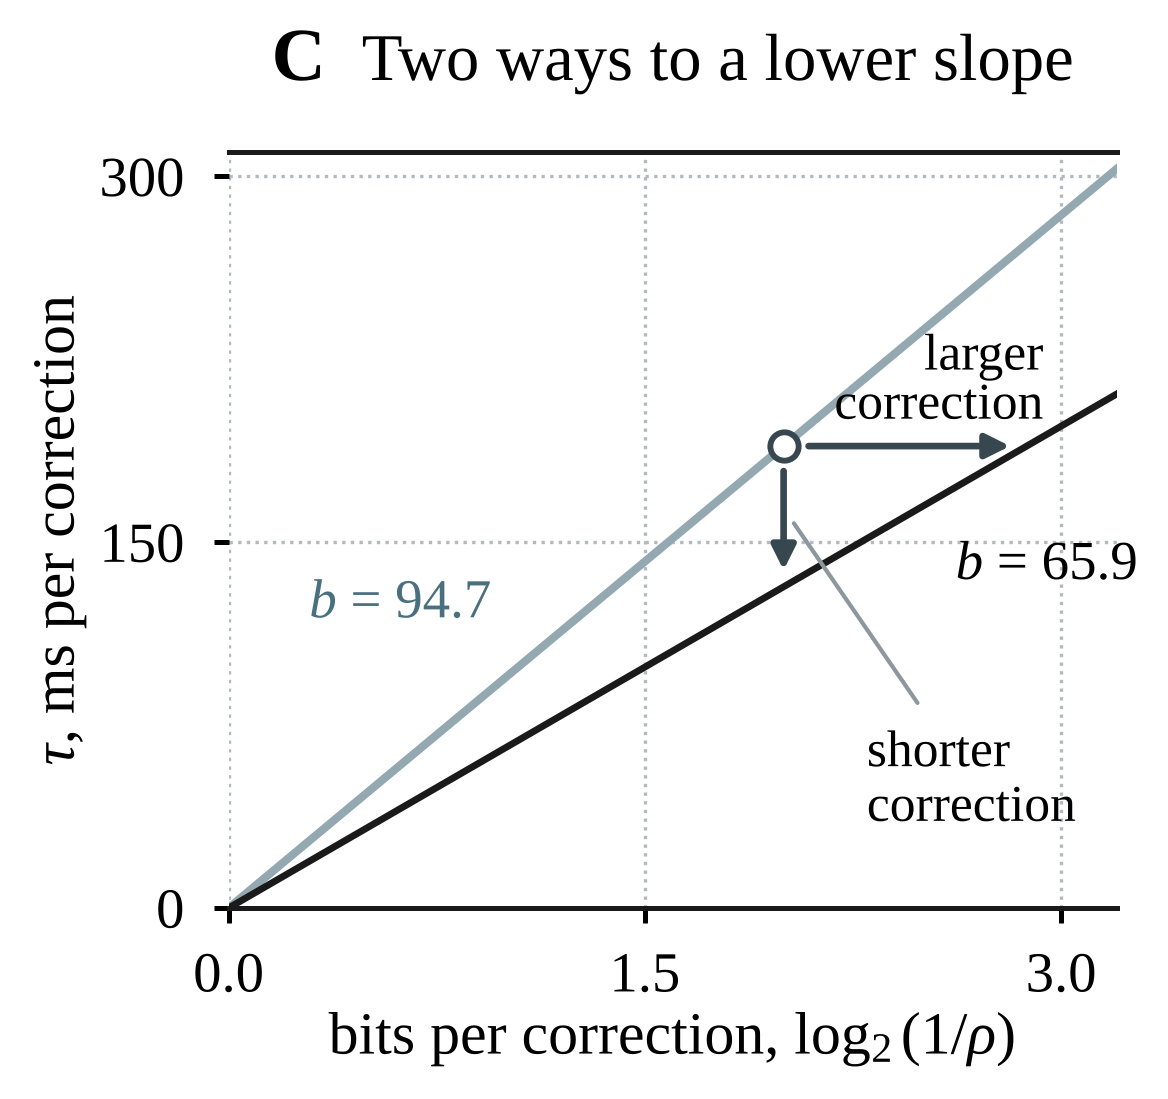 C Two ways to a lower slope
300
150
0
τ, ms per correction
larger
correction
b = 94.7
b = 65.9
shorter
correction
0.0 1.5 3.0
bits per correction, log₂ (1/ρ)